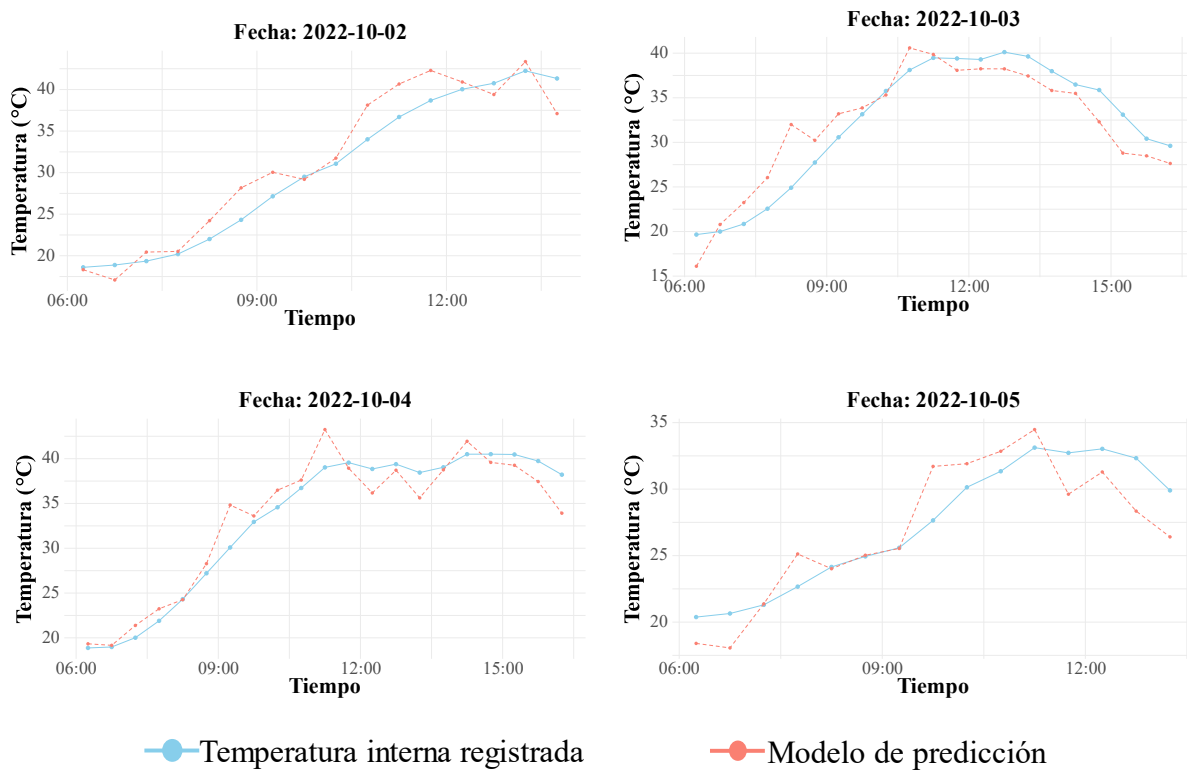 Fecha: 2022-10-02
Temperatura (°C)
40
35
30
25
20
06:00 09:00 12:00
Tiempo
Fecha: 2022-10-03
Temperatura (°C)
40
35
30
25
20
15
06:00 09:00 12:00 15:00
Tiempo
Fecha: 2022-10-04
Temperatura (°C)
40
35
30
25
20
06:00 09:00 12:00 15:00
Tiempo
Fecha: 2022-10-05
Temperatura (°C)
35
30
25
20
06:00 09:00 12:00
Tiempo
Temperatura interna registrada
Modelo de predicción